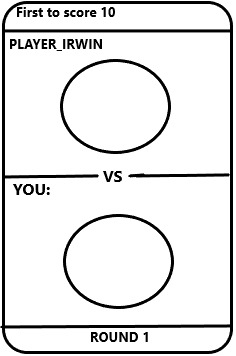 First to score 10
PLAYER_IRWIN
VS
YOU:
ROUND 1